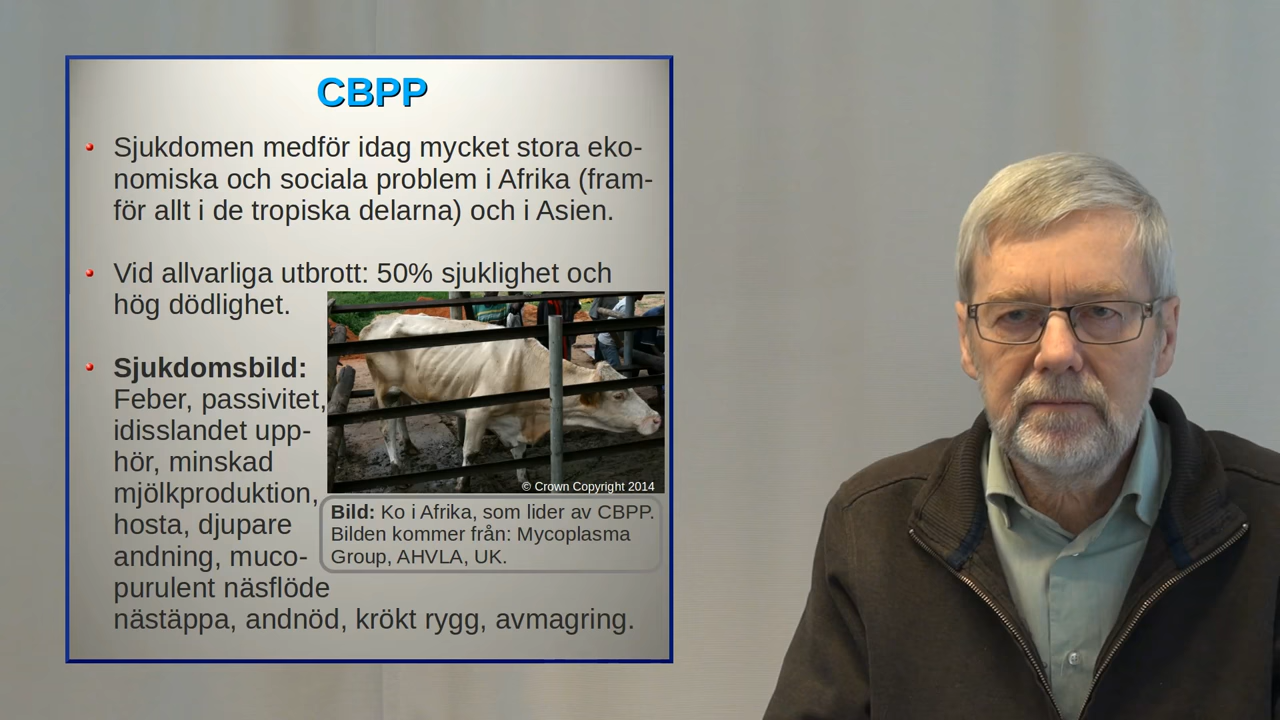 CBPP
Sjukdomen medför idag mycket stora eko-
nomiska och sociala problem i Afrika (fram-
för allt i de tropiska delarna) och i Asien.
Vid allvarliga utbrott: 50% sjuklighet och
hög dödlighet.
Sjukdomsbild:
Feber, passivitet,
idisslandet upp-
hör, minskad
mjölkproduktion,
hosta, djupare
andning, muco-
purulent näsflöde
nästäppa, andnöd, krökt rygg, avmagring.
© Crown Copyright 2014
Bild: Ko i Afrika, som lider av CBPP.
Bilden kommer från: Mycoplasma
Group, AHVLA, UK.